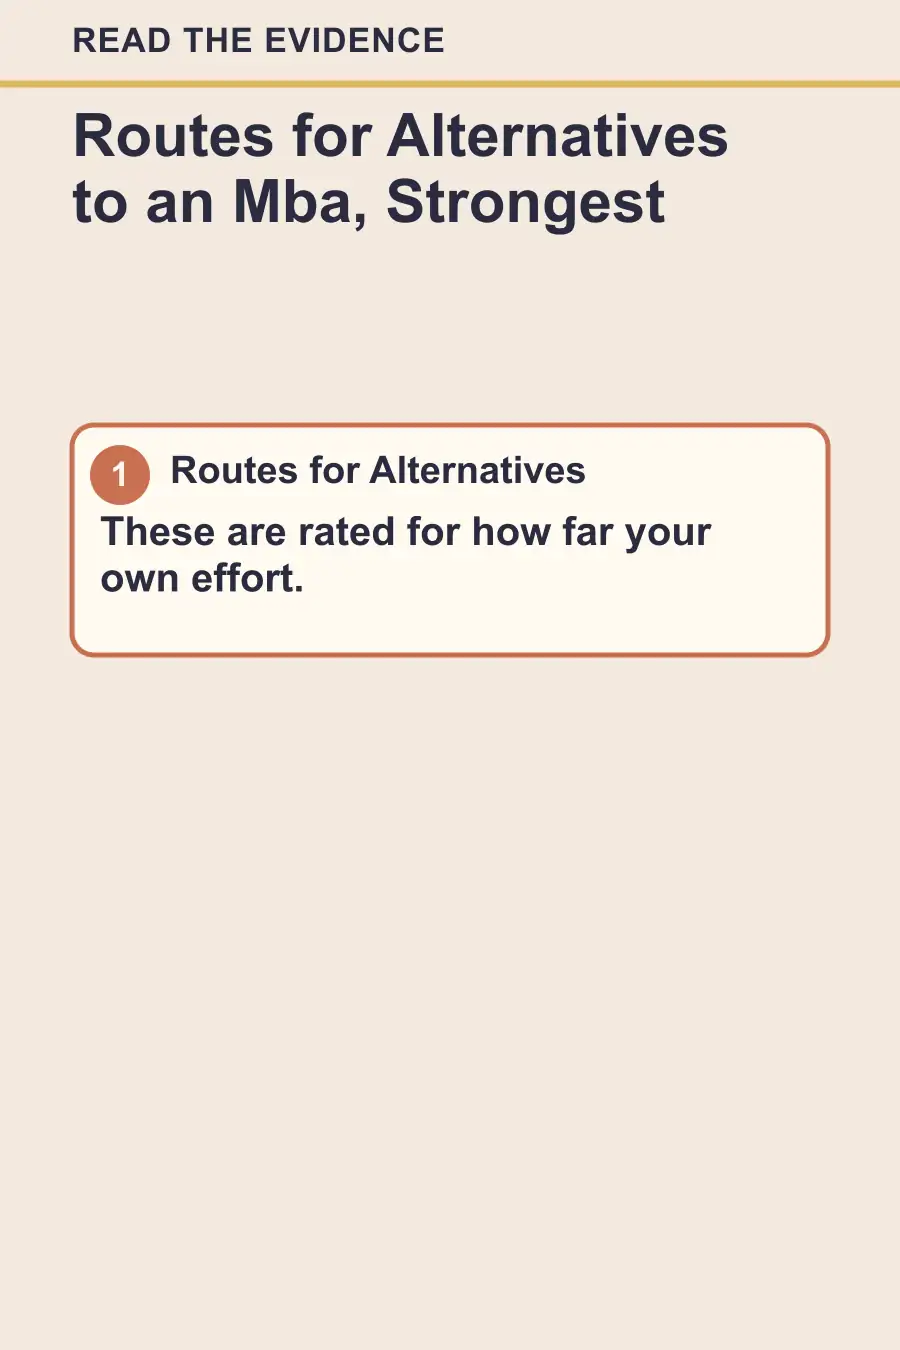 READ THE EVIDENCE
Routes for Alternatives
to an Mba, Strongest
1 Routes for Alternatives
These are rated for how far your
own effort.